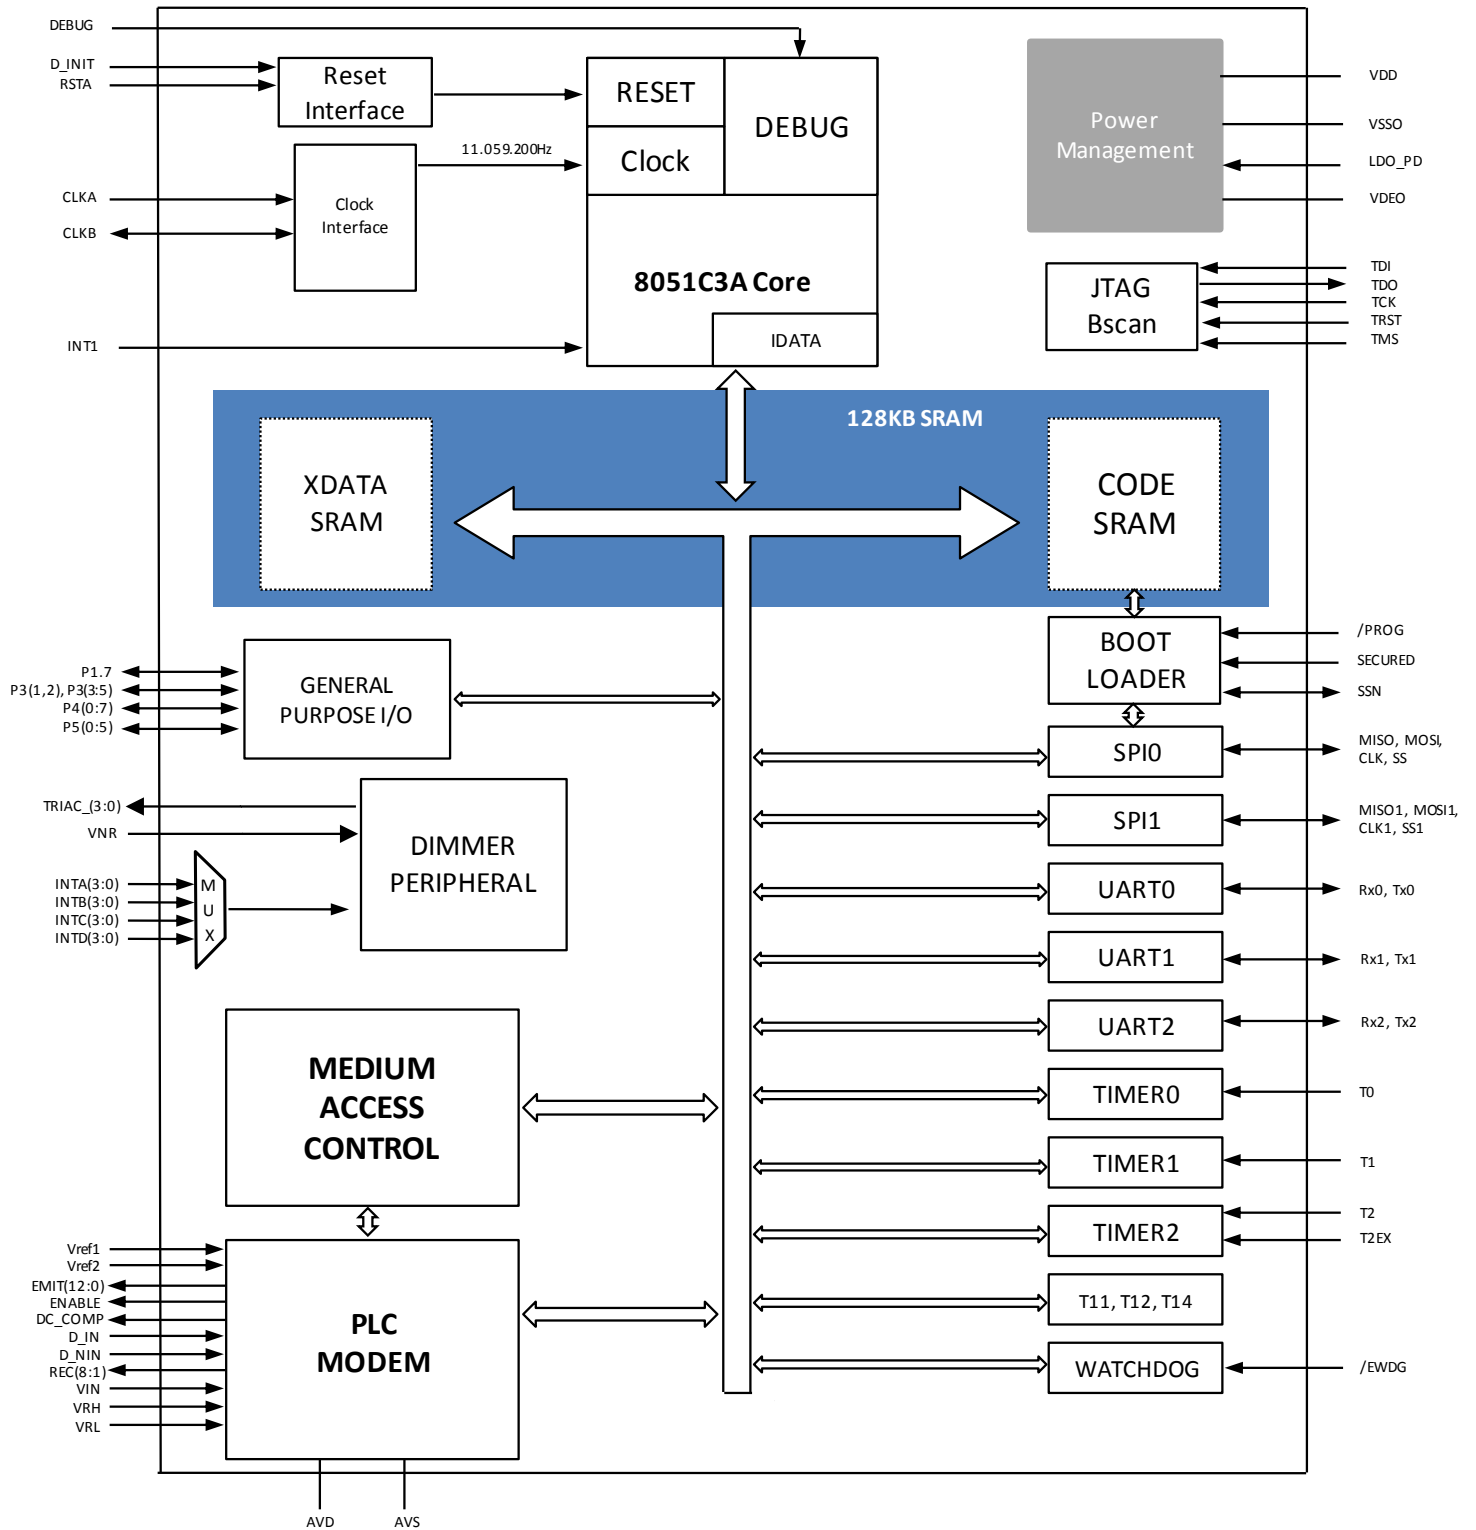 DEBUG
D_INIT
RSTA
Reset
Interface
RESET
DEBUG
Clock
11.059.200Hz
CLKA
CLKB
Clock
Interface
8051C3A Core
IDATA
INT1
Power
Management
VDD
VSSO
LDO_PD
VDEO
JTAG
Bscan
TDI
TDO
TCK
TRST
TMS
128KB SRAM
XDATA
SRAM
CODE
SRAM
BOOT
LOADER
/PROG
SECURED
SSN
P1.7
P3(1,2), P3(3:5)
P4(0:7)
P5(0:5)
GENERAL
PURPOSE I/O
SPI0
MISO, MOSI,
CLK, SS
TRIAC_(3:0)
VNR
DIMMER
PERIPHERAL
INTA(3:0)
INTB(3:0)
INTC(3:0)
INTD(3:0)
M
U
X
SPI1
MISO1, MOSI1,
CLK1, SS1
UART0
Rx0, Tx0
UART1
Rx1, Tx1
UART2
Rx2, Tx2
MEDIUM
ACCESS
CONTROL
TIMER0
T0
TIMER1
T1
TIMER2
T2
T2EX
T11, T12, T14
WATCHDOG
/EWDG
Vref1
Vref2
EMIT(12:0)
ENABLE
DC_COMP
D_IN
D_NIN
REC(8:1)
VIN
VRH
VRL
PLC
MODEM
AVD
AVS